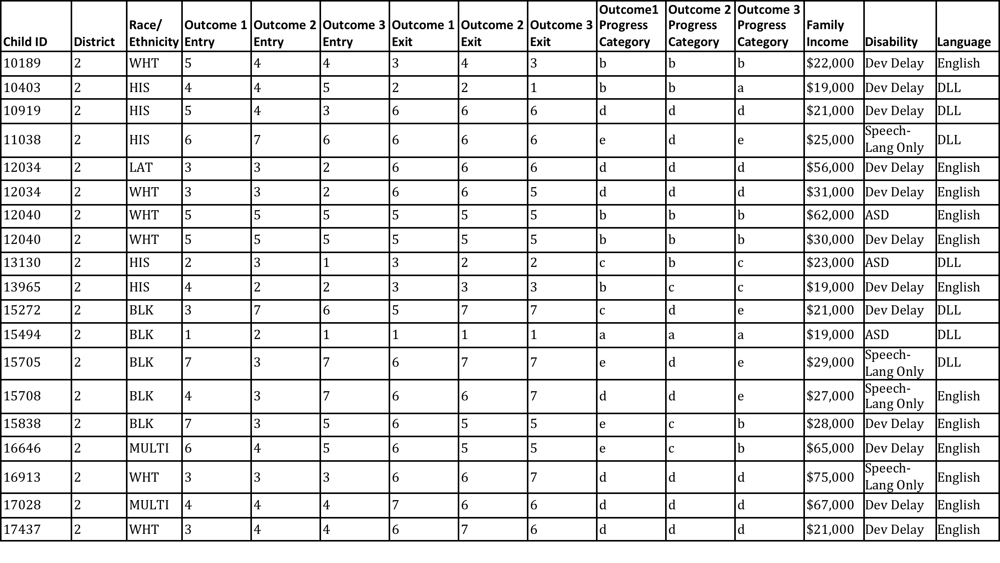 Child ID District Race/ Ethnicity Outcome 1 Entry Outcome 2 Entry Outcome 3 Entry Outcome 1 Exit Outcome 2 Exit Outcome 3 Exit Outcome1 Progress Category Outcome 2 Progress Category Outcome 3 Progress Category Family Income Disability Language
10189 2 WHT 5 4 4 3 4 3 b b b $22,000 Dev Delay English
10403 2 HIS 4 4 5 2 2 1 b b a $19,000 Dev Delay DLL
10919 2 HIS 5 4 3 6 6 6 d d d $21,000 Dev Delay DLL
11038 2 HIS 6 7 6 6 6 6 e d e $25,000 Speech-Lang Only DLL
12034 2 LAT 3 3 2 6 6 6 d d d $56,000 Dev Delay English
12034 2 WHT 3 3 2 6 6 5 d d d $31,000 Dev Delay English
12040 2 WHT 5 5 5 5 5 5 b b b $62,000 ASD English
12040 2 WHT 5 5 5 5 5 5 b b b $30,000 Dev Delay English
13130 2 HIS 2 3 1 3 2 2 c b c $23,000 ASD DLL
13965 2 HIS 4 2 2 3 3 3 b c c $19,000 Dev Delay English
15272 2 BLK 3 7 6 5 7 7 c d e $21,000 Dev Delay DLL
15494 2 BLK 1 2 1 1 1 1 a a a $19,000 ASD DLL
15705 2 BLK 7 3 7 6 7 7 e d e $29,000 Speech-Lang Only DLL
15708 2 BLK 4 3 7 6 6 7 d d e $27,000 Speech-Lang Only English
15838 2 BLK 7 3 5 6 5 5 e c b $28,000 Dev Delay English
16646 2 MULTI 6 4 5 6 5 5 e c b $65,000 Dev Delay English
16913 2 WHT 3 3 3 6 6 7 d d d $75,000 Speech-Lang Only English
17028 2 MULTI 4 4 4 7 6 6 d d d $67,000 Dev Delay English
17437 2 WHT 3 4 4 6 7 6 d d d $21,000 Dev Delay English